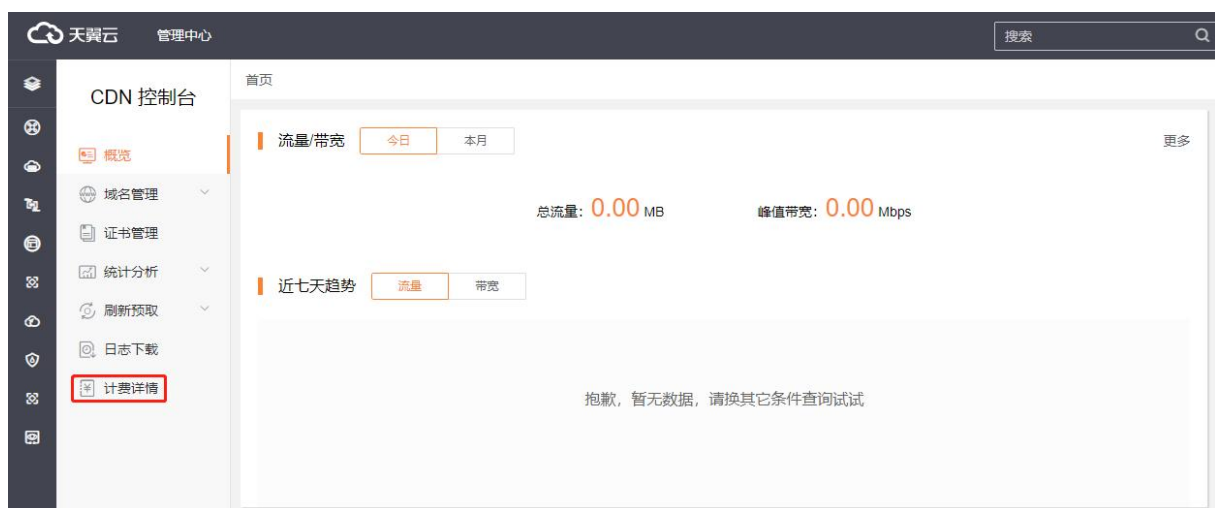 天翼云 管理中心 搜索
CDN 控制台
首页
概览
域名管理
证书管理
统计分析
刷新预取
日志下载
计费详情
流量/带宽 今日 本月 更多
总流量: 0.00 MB 峰值带宽: 0.00 Mbps
近七天趋势 流量 带宽
抱歉，暂无数据，请换其它条件查询试试